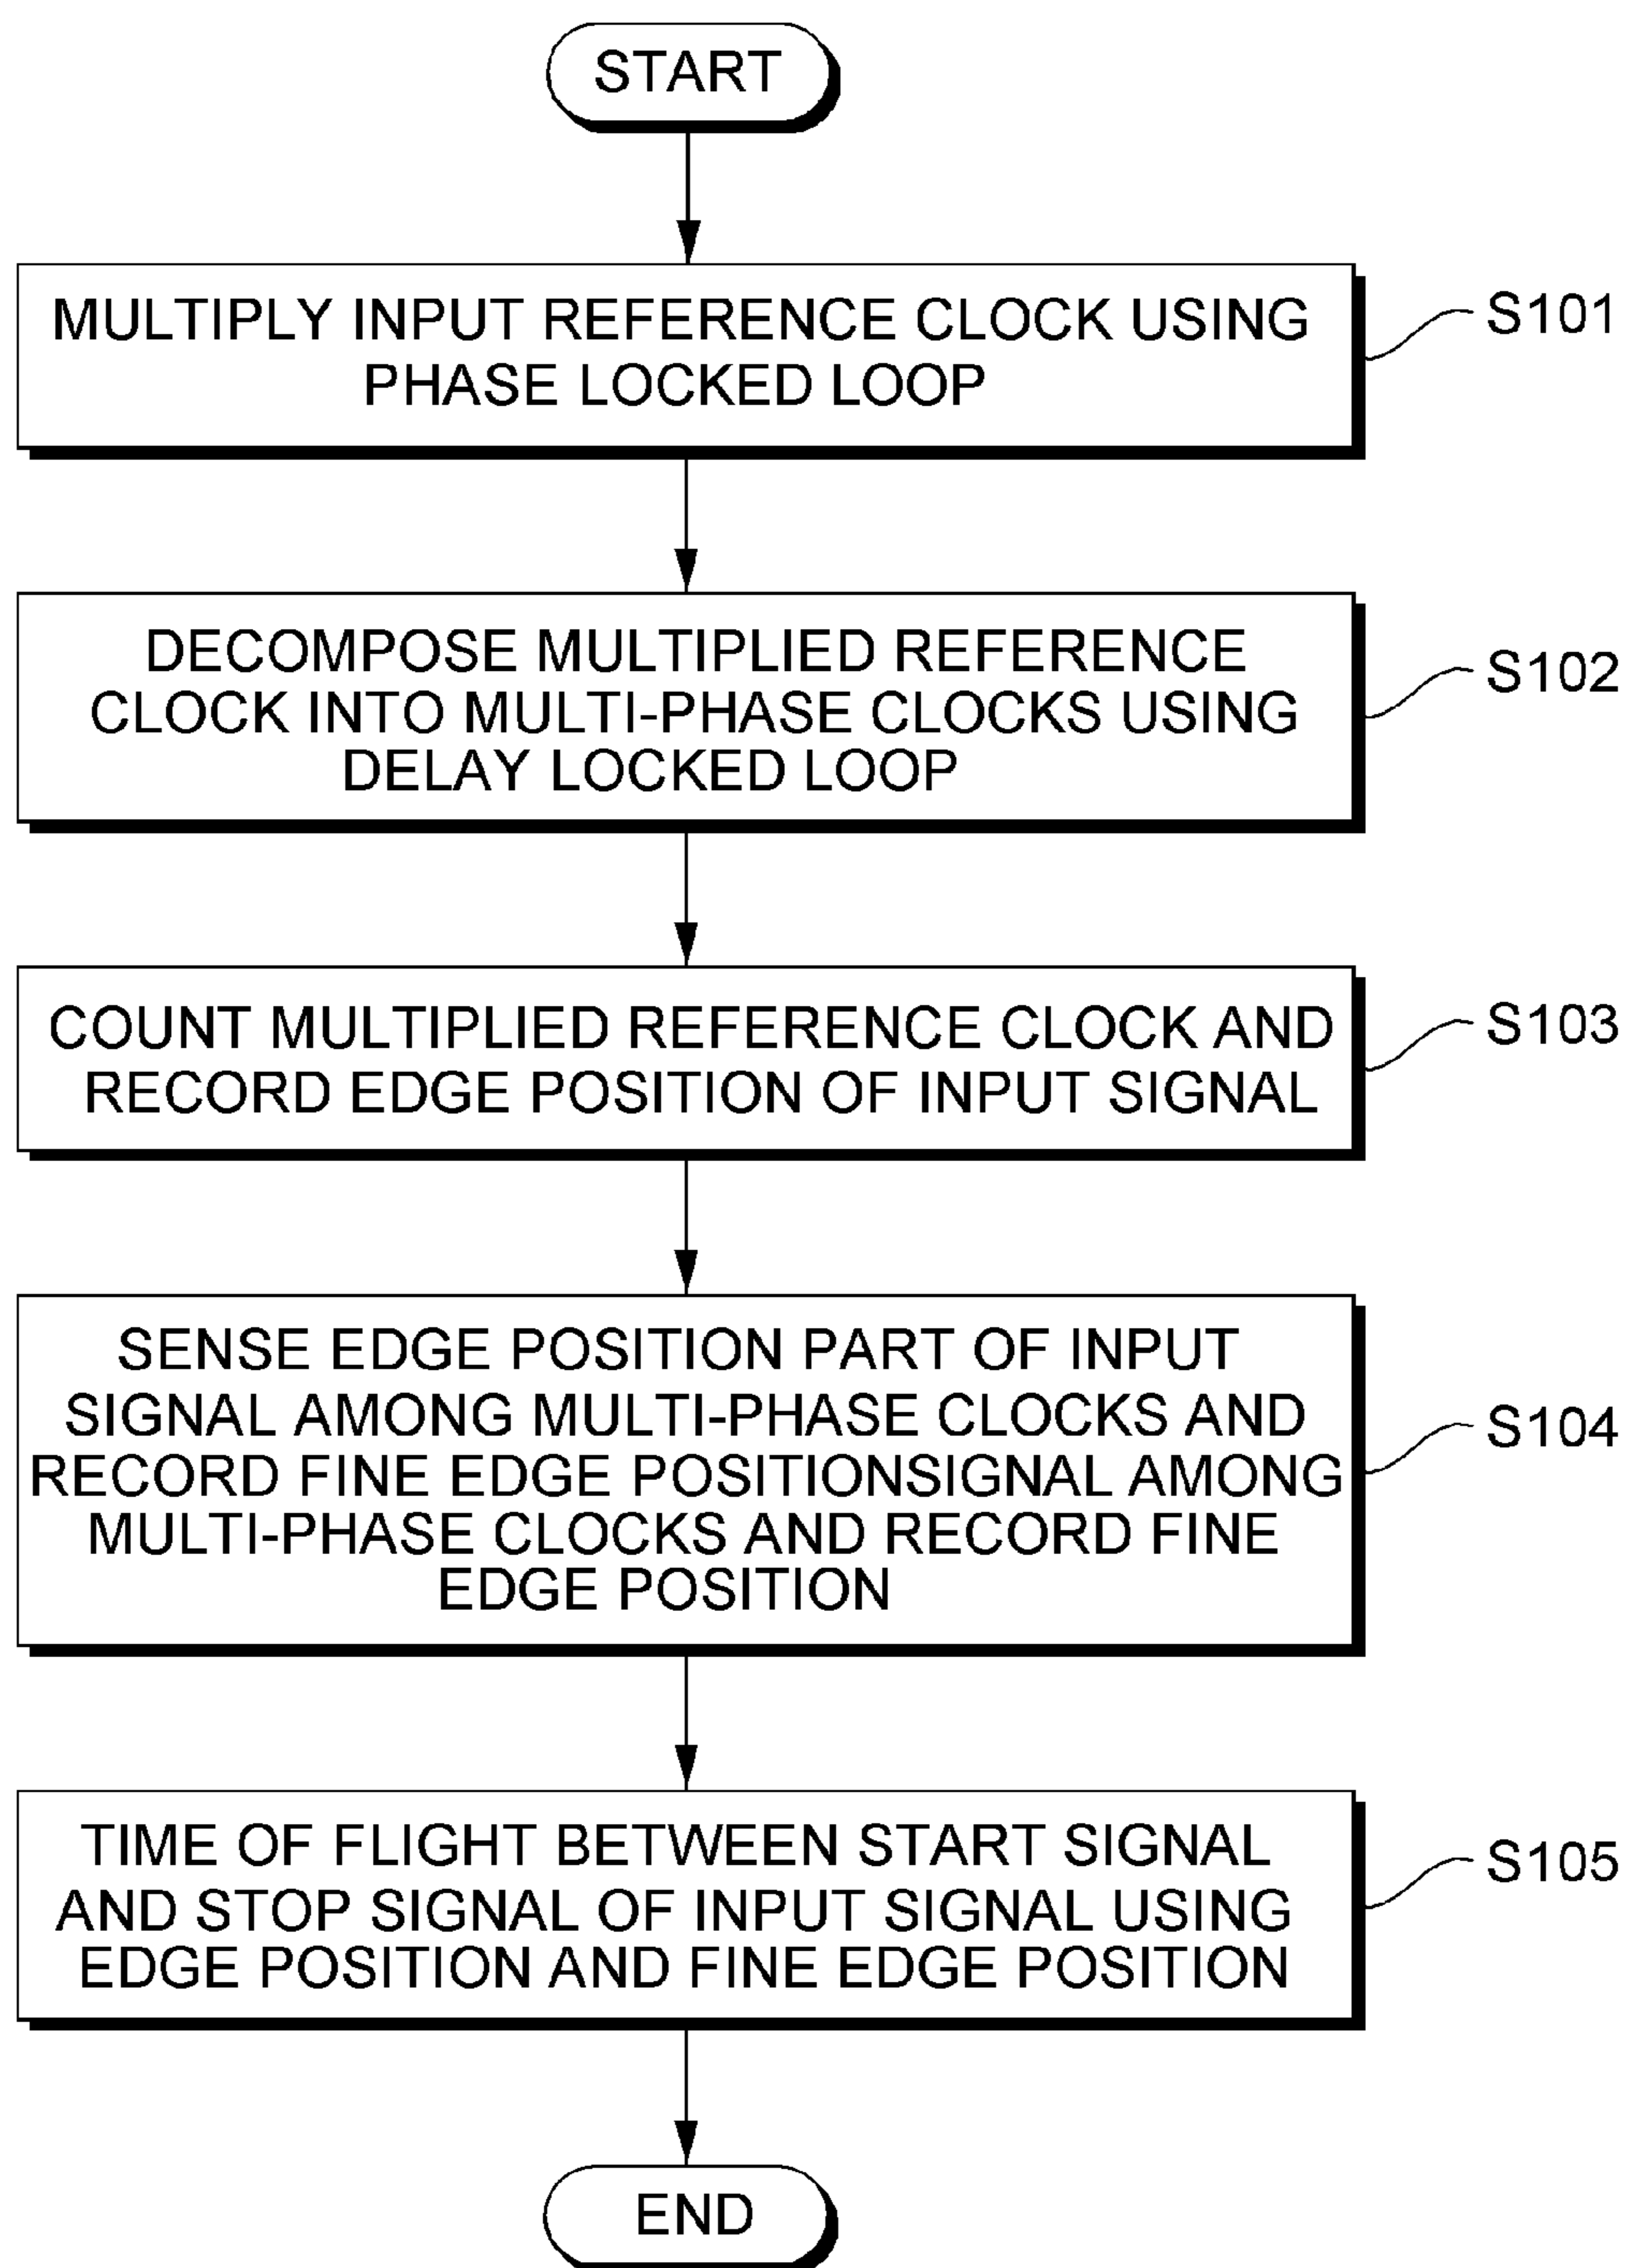 START
MULTIPLY INPUT REFERENCE CLOCK USING
PHASE LOCKED LOOP
S101
DECOMPOSE MULTIPLIED REFERENCE
CLOCK INTO MULTI-PHASE CLOCKS USING
DELAY LOCKED LOOP
S102
COUNT MULTIPLIED REFERENCE CLOCK AND
RECORD EDGE POSITION OF INPUT SIGNAL
S103
SENSE EDGE POSITION PART OF INPUT
SIGNAL AMONG MULTI-PHASE CLOCKS AND
RECORD FINE EDGE POSITIONSIGNAL AMONG
MULTI-PHASE CLOCKS AND RECORD FINE
EDGE POSITION
S104
TIME OF FLIGHT BETWEEN START SIGNAL
AND STOP SIGNAL OF INPUT SIGNAL USING
EDGE POSITION AND FINE EDGE POSITION
S105
END